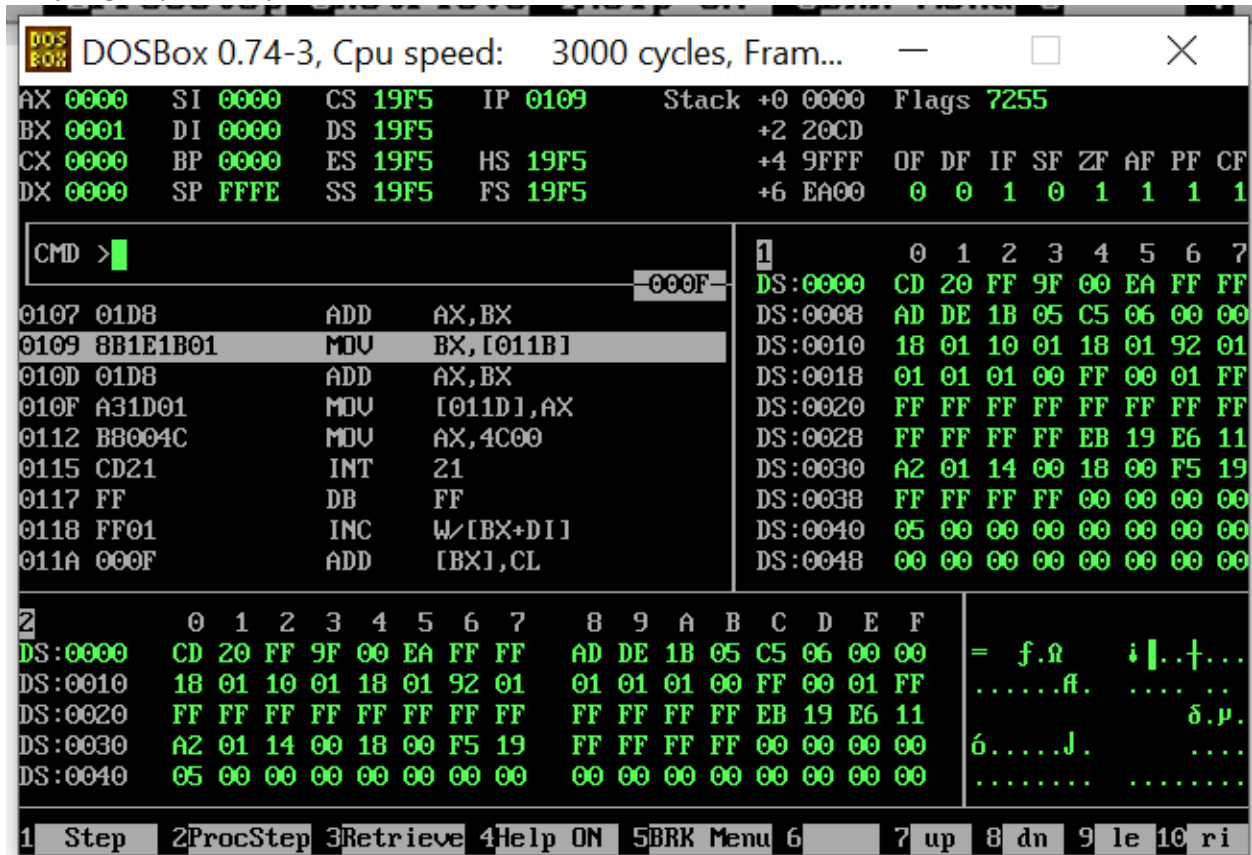 DOSBox 0.74-3, Cpu speed: 3000 cycles, Fram...
AX 0000 SI 0000 CS 19F5 IP 0109 Stack +0 0000 Flags 7255
BX 0001 DI 0000 DS 19F5 +2 20CD
CX 0000 BP 0000 ES 19F5 HS 19F5 +4 9FFF OF DF IF SF ZF AF PF CF
DX 0000 SP FFFE SS 19F5 FS 19F5 +6 EA00 0 0 1 0 1 1 1 1
CMD >
000F
0107 01D8 ADD AX,BX
0109 8B1E1B01 MOV BX,[011B]
010D 01D8 ADD AX,BX
010F A31D01 MOV [011D],AX
0112 B8004C MOV AX,4C00
0115 CD21 INT 21
0117 FF DB FF
0118 FF01 INC W/[BX+DI]
011A 000F ADD [BX],CL
1 0 1 2 3 4 5 6 7
DS:0000 CD 20 FF 9F 00 EA FF FF
DS:0008 AD DE 1B 05 C5 06 00 00
DS:0010 18 01 10 01 18 01 92 01
DS:0018 01 01 01 00 FF 00 01 FF
DS:0020 FF FF FF FF FF FF FF FF
DS:0028 FF FF FF FF EB 19 E6 11
DS:0030 A2 01 14 00 18 00 F5 19
DS:0038 FF FF FF FF 00 00 00 00
DS:0040 05 00 00 00 00 00 00 00
DS:0048 00 00 00 00 00 00 00 00
2 0 1 2 3 4 5 6 7 8 9 A B C D E F
DS:0000 CD 20 FF 9F 00 EA FF FF AD DE 1B 05 C5 06 00 00 = ƒ.Ω ¡▐..┼...
DS:0010 18 01 10 01 18 01 92 01 01 01 01 00 FF 00 01 FF ......Æ. .... ..
DS:0020 FF FF FF FF FF FF FF FF FF FF FF FF EB 19 E6 11 δ.µ.
DS:0030 A2 01 14 00 18 00 F5 19 FF FF FF FF 00 00 00 00 ó.....⌡. ....
DS:0040 05 00 00 00 00 00 00 00 00 00 00 00 00 00 00 00 ........ ........
1 Step 2ProcStep 3Retrieve 4Help ON 5BRK Menu 6 7 up 8 dn 9 le 10 ri